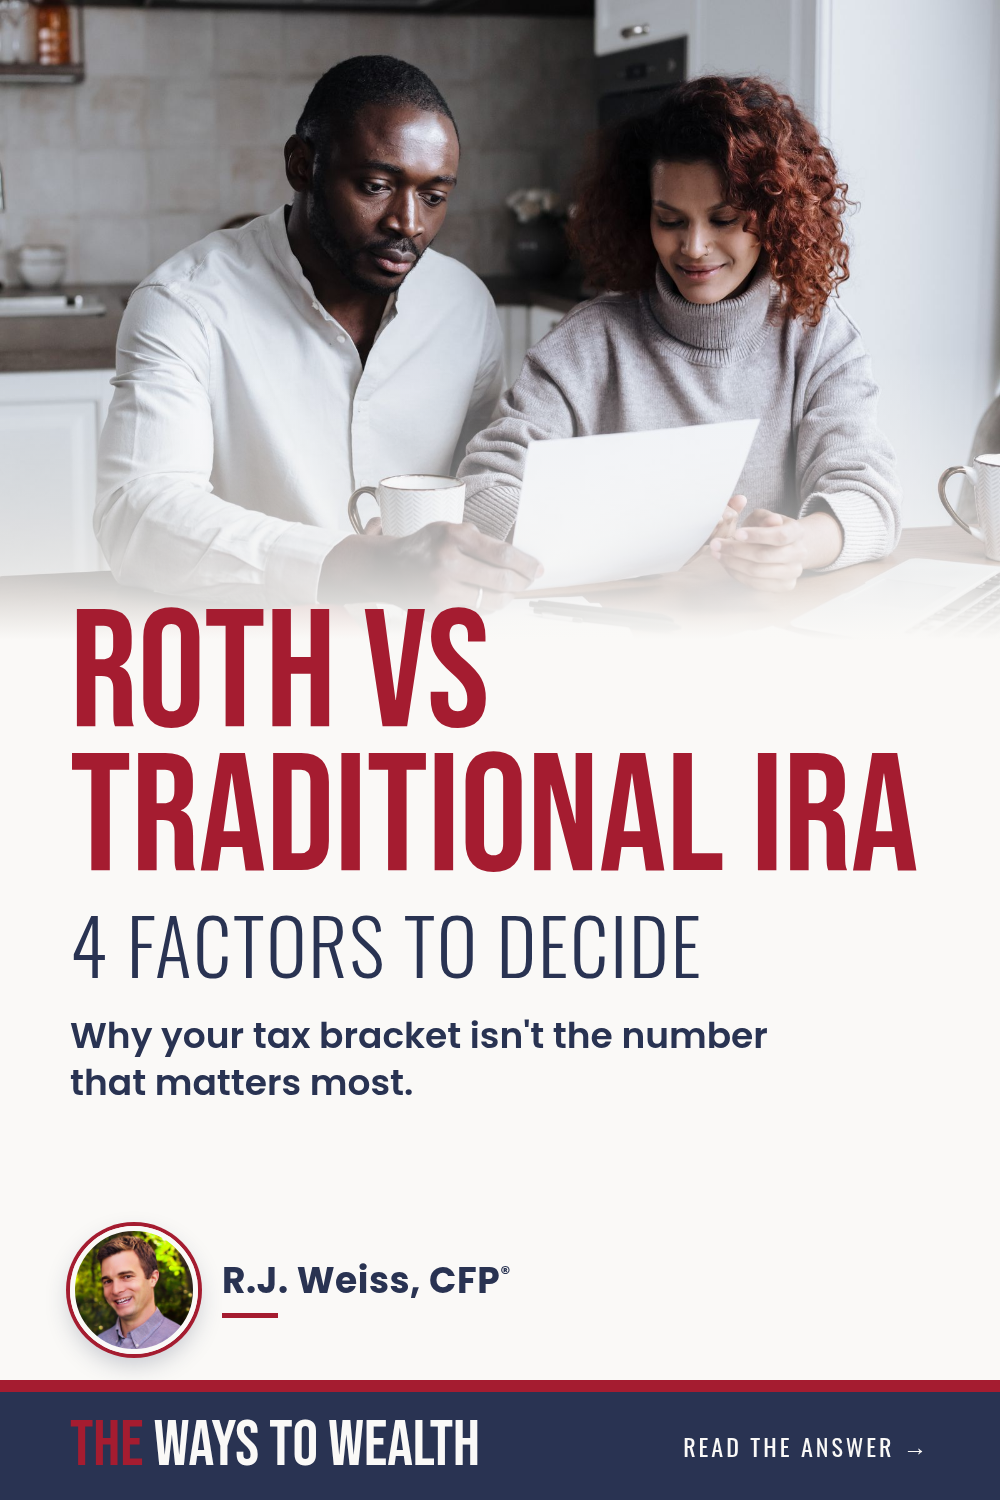 ROTH VS
TRADITIONAL IRA
4 FACTORS TO DECIDE
Why your tax bracket isn't the number
that matters most.
R.J. Weiss, CFP®
THE WAYS TO WEALTH
READ THE ANSWER →